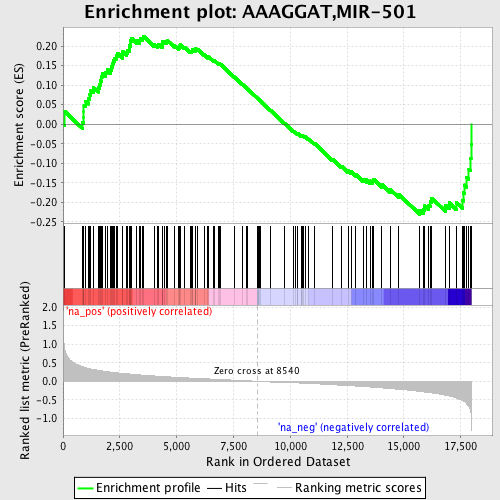 Enrichment plot: AAAGGAT,MIR-501
Enrichment score (ES)
0.20
0.15
0.10
0.05
0.00
-0.05
-0.10
-0.15
-0.20
-0.25
'na_pos' (positively correlated)
Ranked list metric (PreRanked)
2.0
1.5
1.0
0.5
0.0
-0.5
-1.0
Zero cross at 8540
'na_neg' (negatively correlated)
0
2,500
5,000
7,500
10,000
12,500
15,000
17,500
Rank in Ordered Dataset
Enrichment profile
Hits
Ranking metric scores